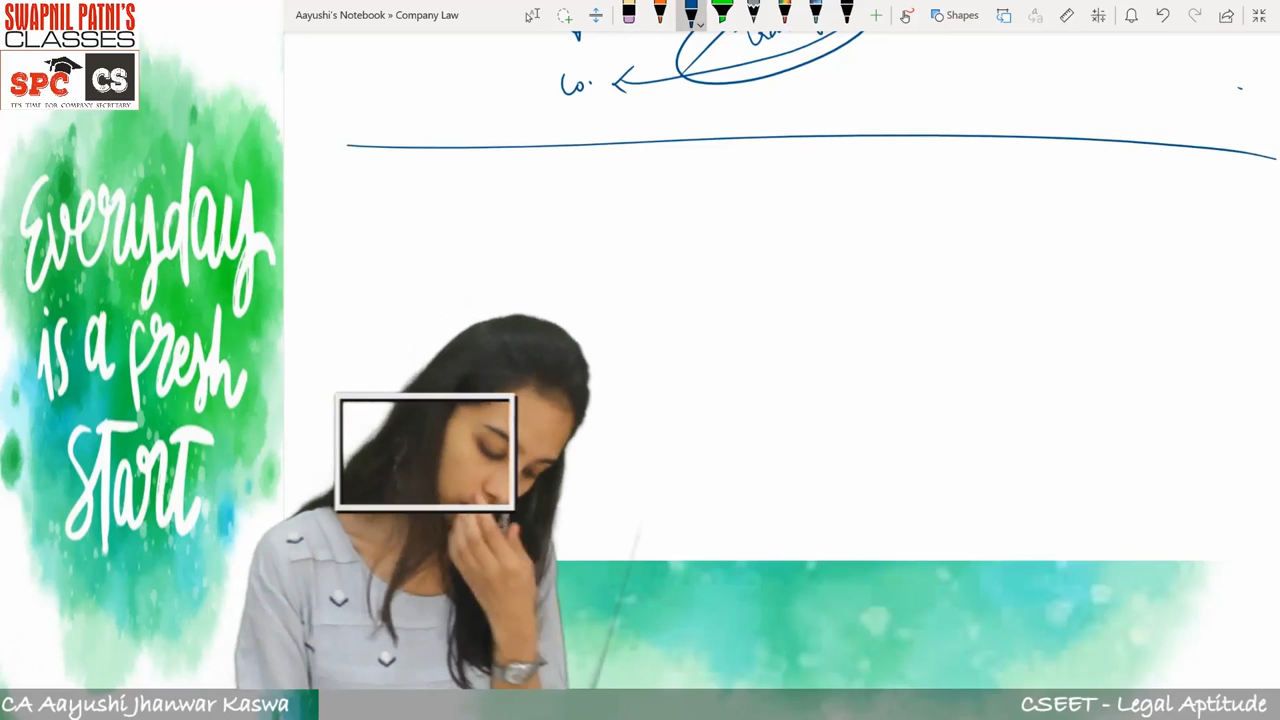 SWAPNIL PATNI'S
CLASSES
SPC CS
IT'S TIME FOR COMPANY SECRETARY
Aayushi's Notebook » Company Law
Shapes
Co.
Everyday
is a fresh
Start
CA Aayushi Jhanwar Kaswa
CSEET - Legal Aptitude